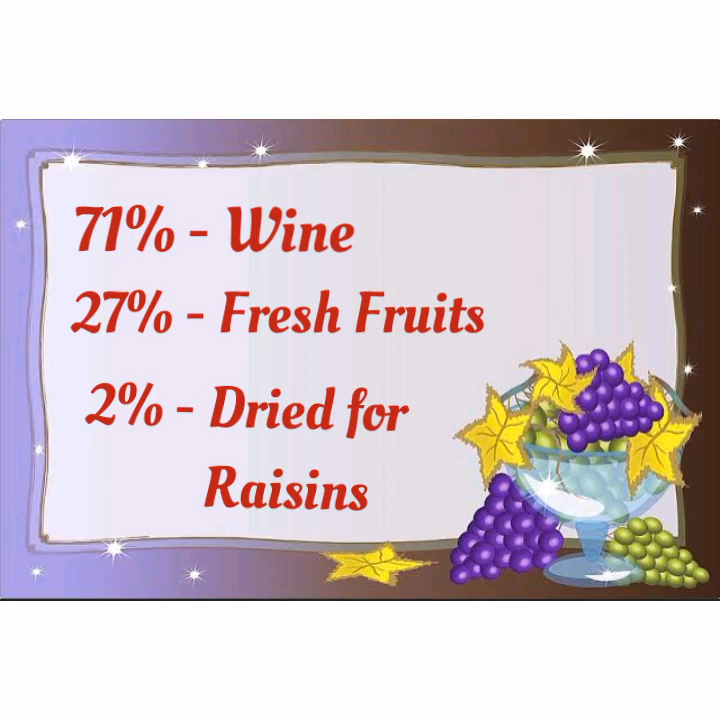 71% - Wine
27% - Fresh Fruits
2% - Dried for
Raisins